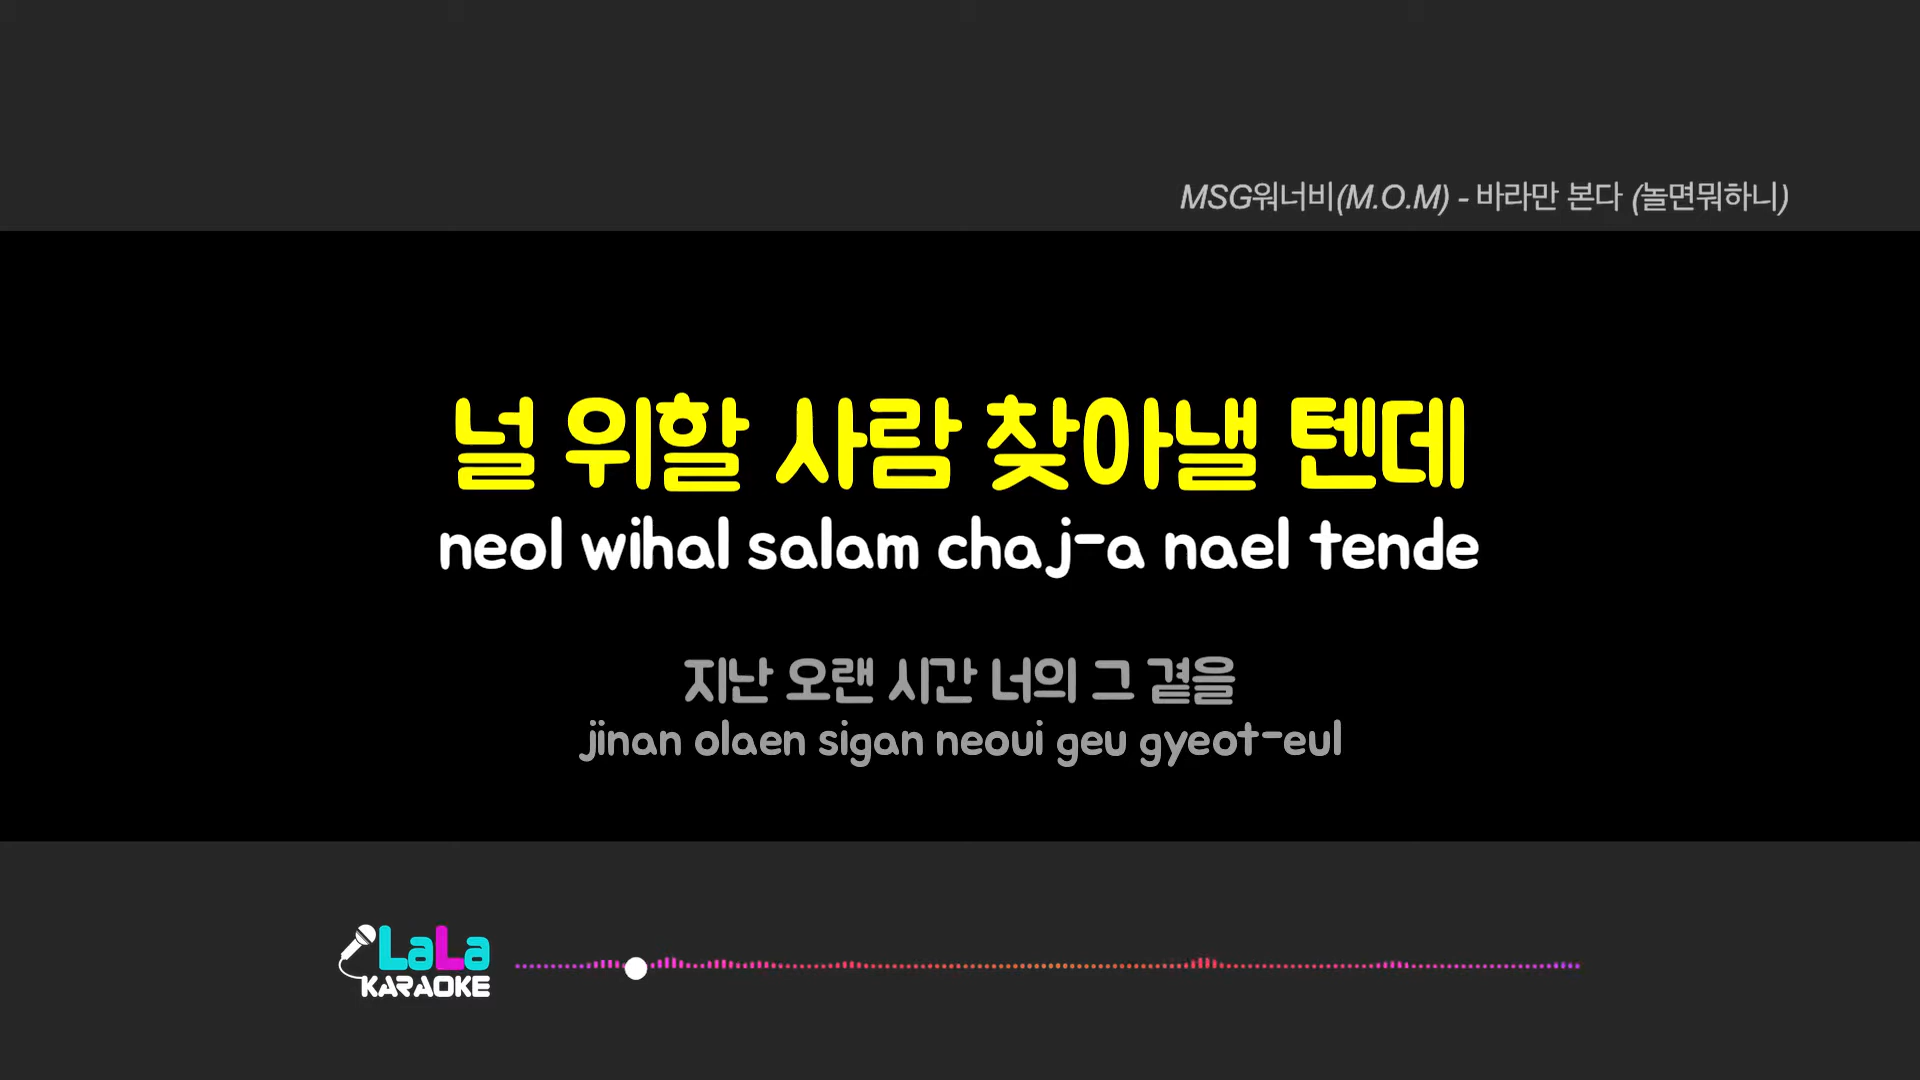 MSG워너비(M.O.M) - 바라만 본다 (놀면뭐하니)
널 위할 사람 찾아낼 텐데
neol wihal salam chaj-a nael tende
지난 오랜 시간 너의 그 곁을
jinan olaen sigan neoui geu gyeot-eul
LaLa
KARAOKE